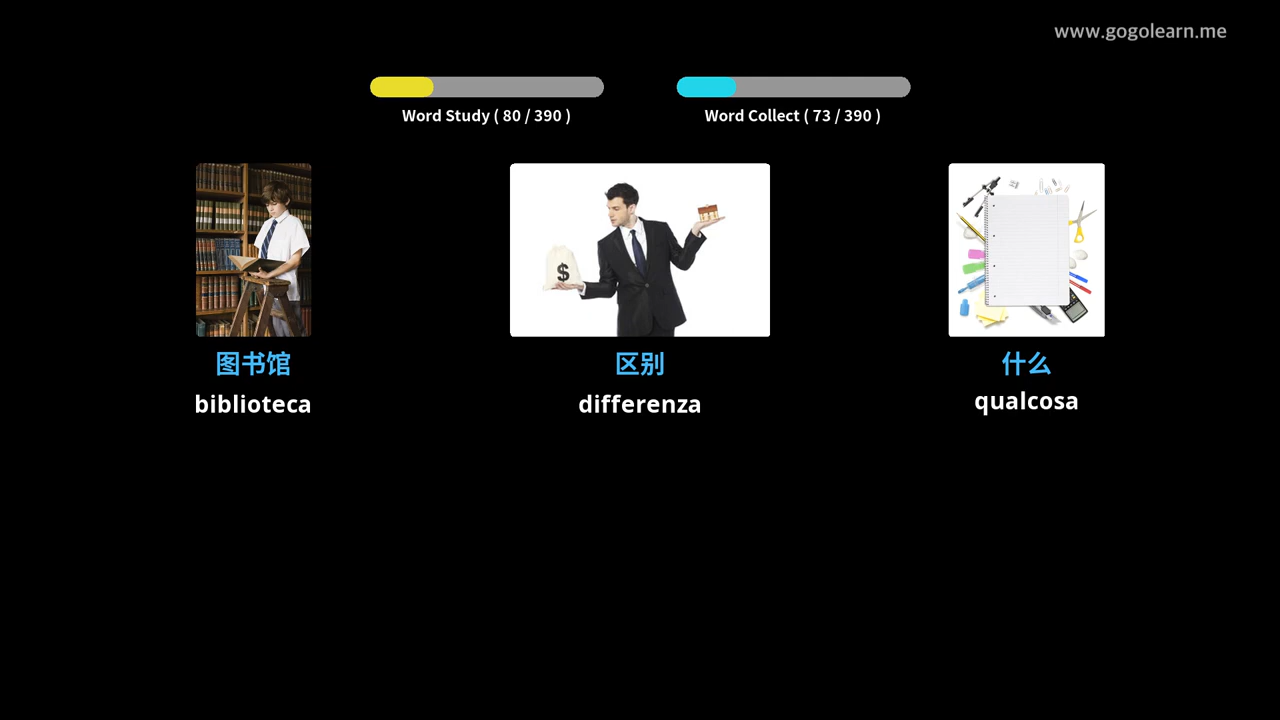 www.gogolearn.me
Word Study ( 80 / 390 )
Word Collect ( 73 / 390 )
$
图书馆
biblioteca
区别
differenza
什么
qualcosa